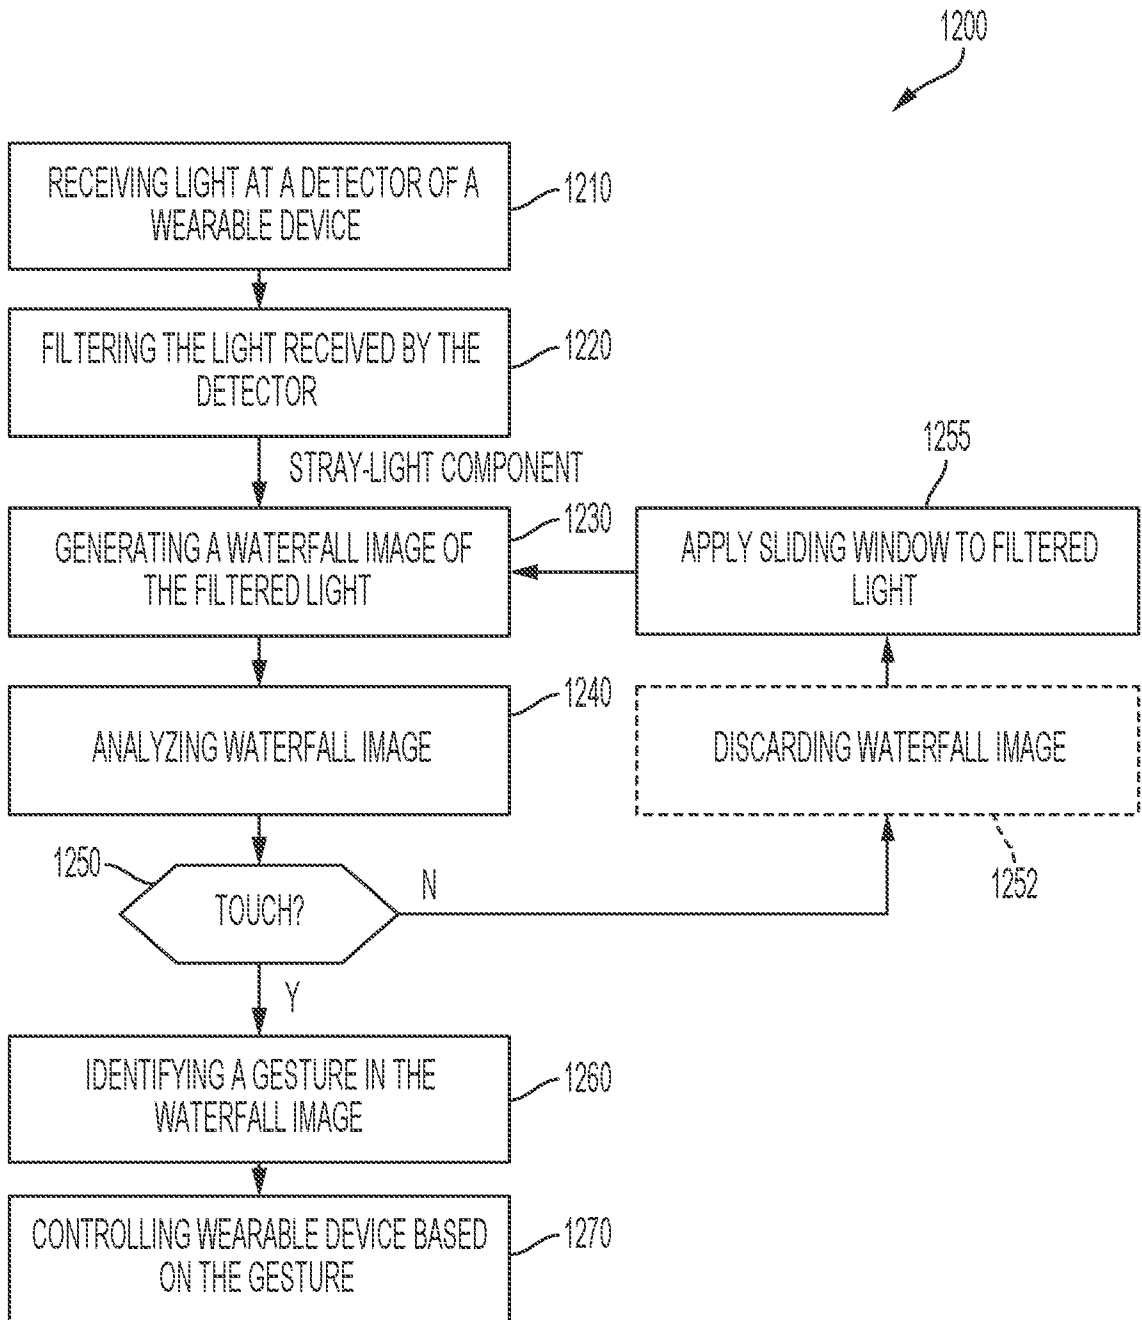 1200
RECEIVING LIGHT AT A DETECTOR OF A
WEARABLE DEVICE
1210
FILTERING THE LIGHT RECEIVED BY THE
DETECTOR
1220
STRAY-LIGHT COMPONENT
GENERATING A WATERFALL IMAGE OF
THE FILTERED LIGHT
1230
1255
APPLY SLIDING WINDOW TO FILTERED
LIGHT
ANALYZING WATERFALL IMAGE
1240
DISCARDING WATERFALL IMAGE
1252
1250
TOUCH?
N
Y
IDENTIFYING A GESTURE IN THE
WATERFALL IMAGE
1260
CONTROLLING WEARABLE DEVICE BASED
ON THE GESTURE
1270